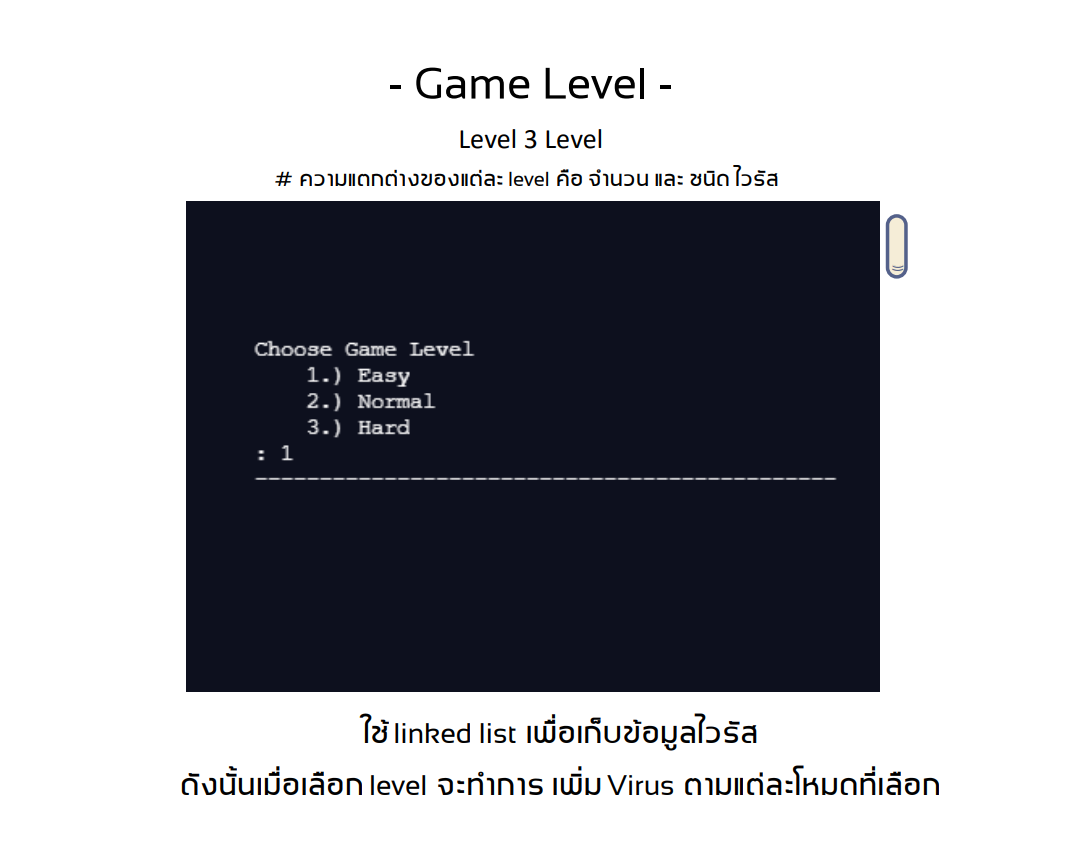 - Game Level -
Level 3 Level
# ความแตกต่างของแต่ละ level คือ จำนวน และ ชนิด ไวรัส
Choose Game Level
1.) Easy
2.) Normal
3.) Hard
: 1
---------------------------------------------
ใช้ linked list เพื่อเก็บข้อมูลไวรัส
ดังนั้นเมื่อเลือก level จะทำการ เพิ่ม Virus ตามแต่ละโหมดที่เลือก